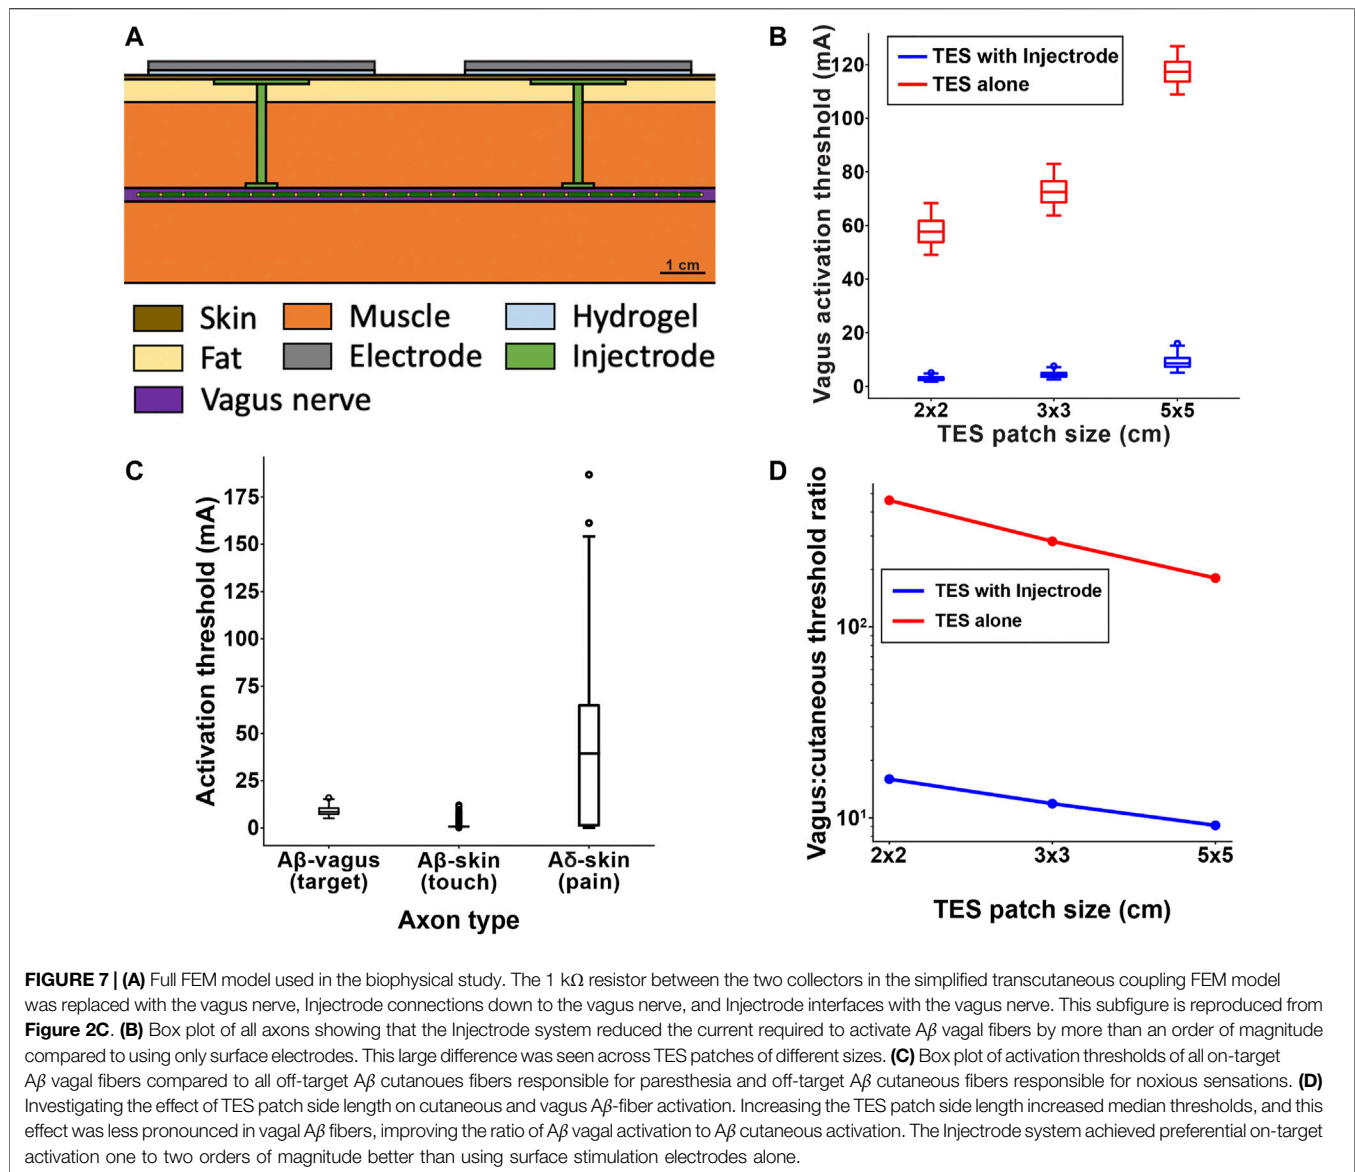 A
1 cm
Skin
Muscle
Hydrogel
Fat
Electrode
Injectrode
Vagus nerve
B
Vagus activation threshold (mA)
120
100
80
60
40
20
0
TES with Injectrode
TES alone
2x2
3x3
5x5
TES patch size (cm)
C
Activation threshold (mA)
175
150
125
100
75
50
25
0
Aβ-vagus
(target)
Aβ-skin
(touch)
Aδ-skin
(pain)
Axon type
D
Vagus:cutaneous threshold ratio
10²
10¹
TES with Injectrode
TES alone
2x2
3x3
5x5
TES patch size (cm)
FIGURE 7 | (A) Full FEM model used in the biophysical study. The 1 kΩ resistor between the two collectors in the simplified transcutaneous coupling FEM model
was replaced with the vagus nerve, Injectrode connections down to the vagus nerve, and Injectrode interfaces with the vagus nerve. This subfigure is reproduced from
Figure 2C. (B) Box plot of all axons showing that the Injectrode system reduced the current required to activate Aβ vagal fibers by more than an order of magnitude
compared to using only surface electrodes. This large difference was seen across TES patches of different sizes. (C) Box plot of activation thresholds of all on-target
Aβ vagal fibers compared to all off-target Aβ cutanoues fibers responsible for paresthesia and off-target Aβ cutaneous fibers responsible for noxious sensations. (D)
Investigating the effect of TES patch side length on cutaneous and vagus Aβ-fiber activation. Increasing the TES patch side length increased median thresholds, and this
effect was less pronounced in vagal Aβ fibers, improving the ratio of Aβ vagal activation to Aβ cutaneous activation. The Injectrode system achieved preferential on-target
activation one to two orders of magnitude better than using surface stimulation electrodes alone.